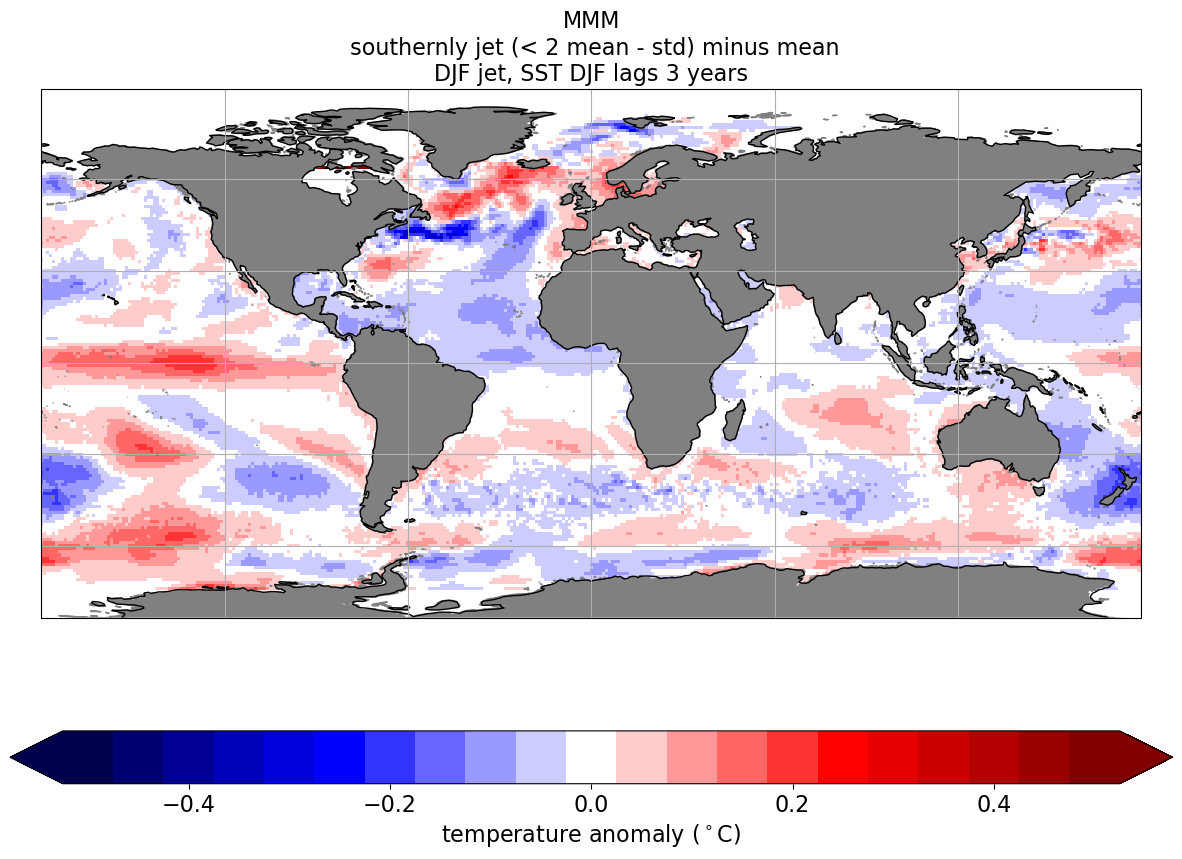 MMM
southernly jet (< 2 mean - std) minus mean
DJF jet, SST DJF lags 3 years
−0.4 −0.2 0.0 0.2 0.4
temperature anomaly (°C)